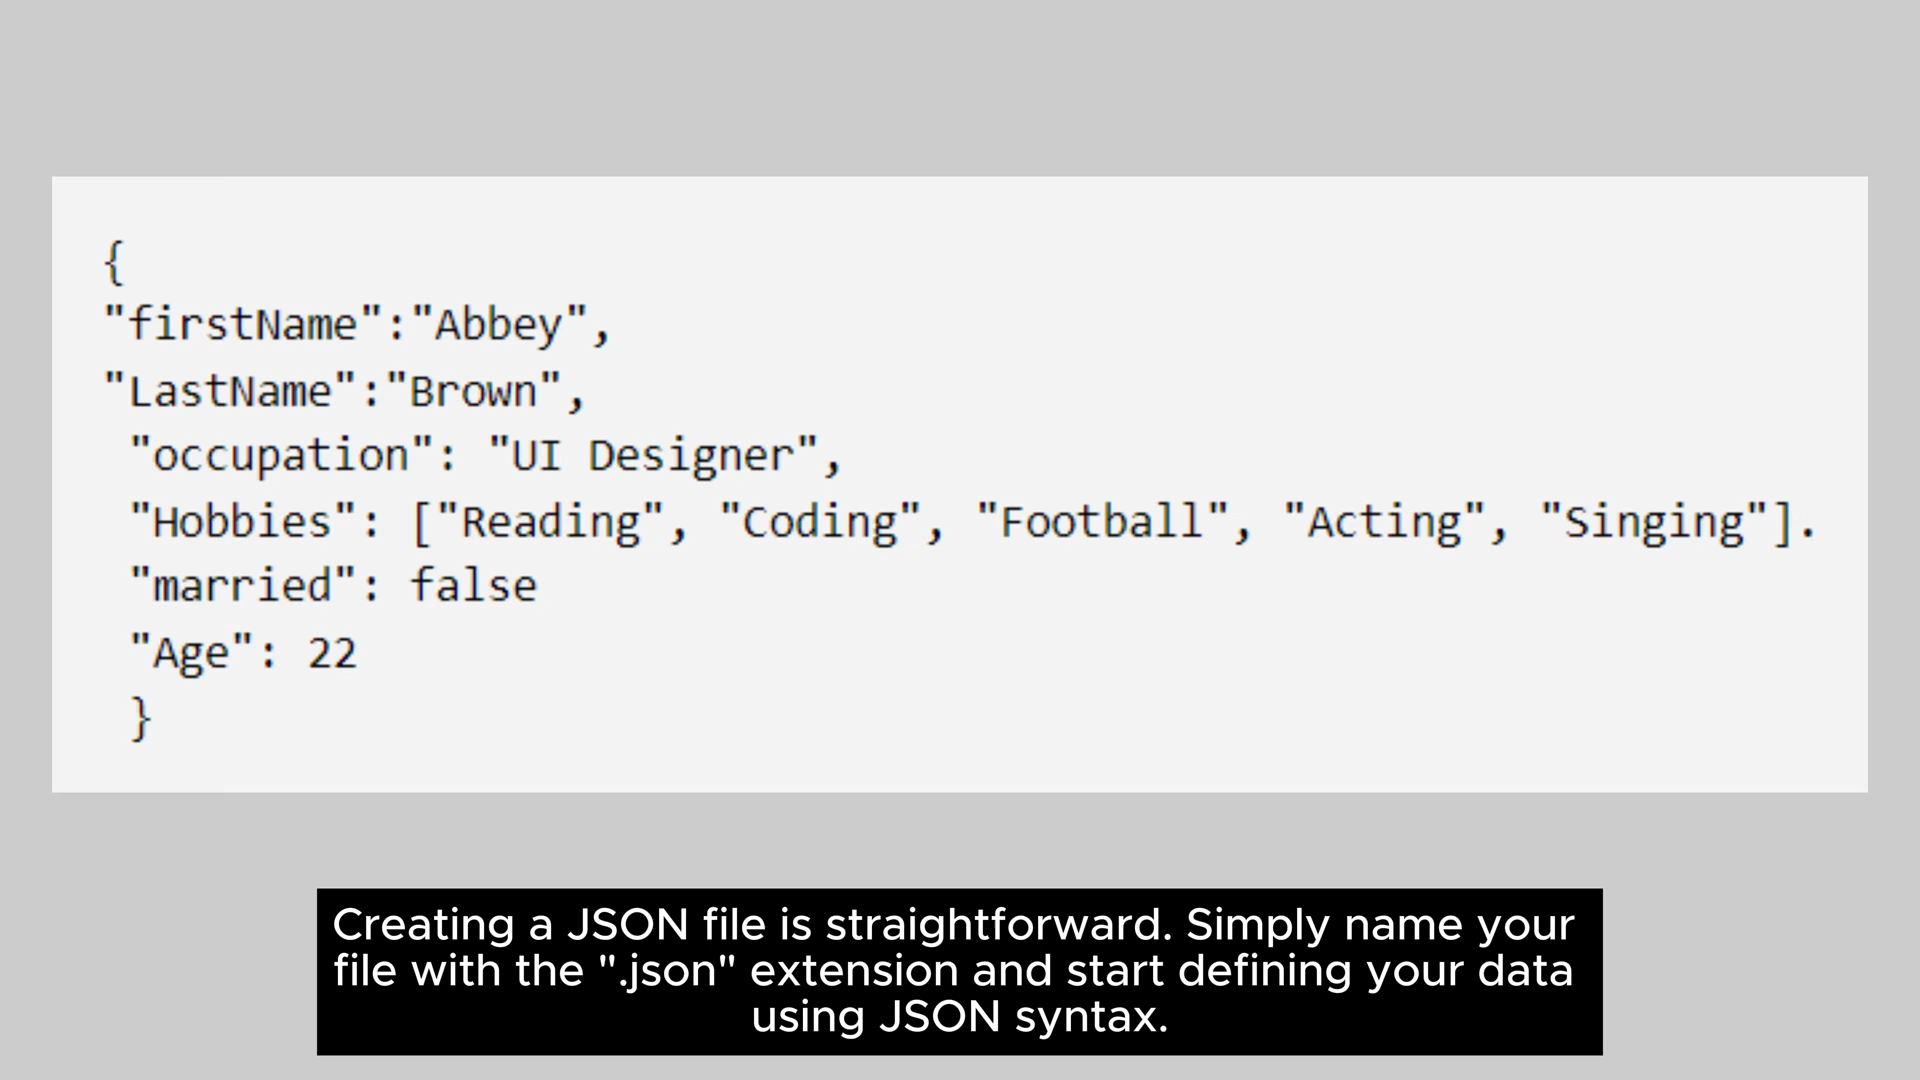 {
"firstName":"Abbey",
"LastName":"Brown",
"occupation": "UI Designer",
"Hobbies": ["Reading", "Coding", "Football", "Acting", "Singing"].
"married": false
"Age": 22
}
Creating a JSON file is straightforward. Simply name your
file with the ".json" extension and start defining your data
using JSON syntax.